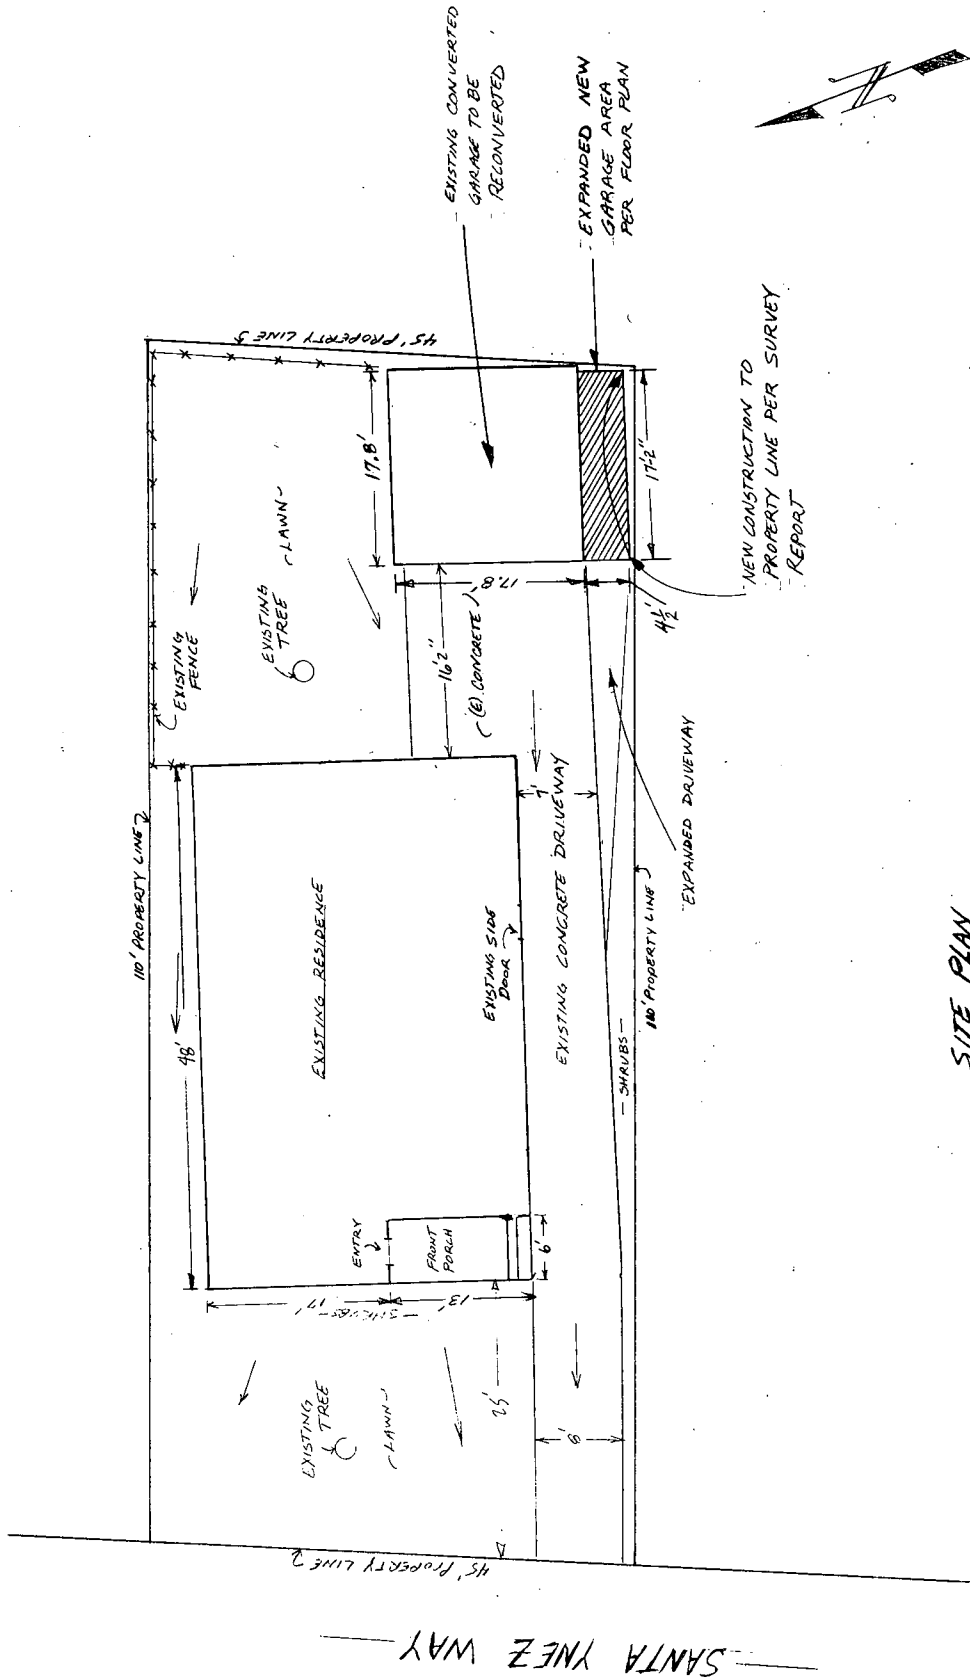 EXISTING CONVERTED
GARAGE TO BE
RECONVERTED
EXPANDED NEW
GARAGE AREA
PER FLOOR PLAN
N
45' PROPERTY LINE
17.8'
LAWN
EXISTING
TREE
EXISTING
FENCE
17'2"
NEW CONSTRUCTION TO
PROPERTY LINE PER SURVEY
REPORT
17.8'
4½'
(E) CONCRETE
16'2"
110' PROPERTY LINE
EXPANDED DRIVEWAY
EXISTING CONCRETE DRIVEWAY
EXISTING RESIDENCE
EXISTING SIDE
DOOR
110' PROPERTY LINE
SHRUBS
48'
ENTRY
FRONT
PORCH
6'
17'
SHRUBS
13'
25'
EXISTING
TREE
LAWN
45' PROPERTY LINE
SITE PLAN
SANTA YNEZ WAY